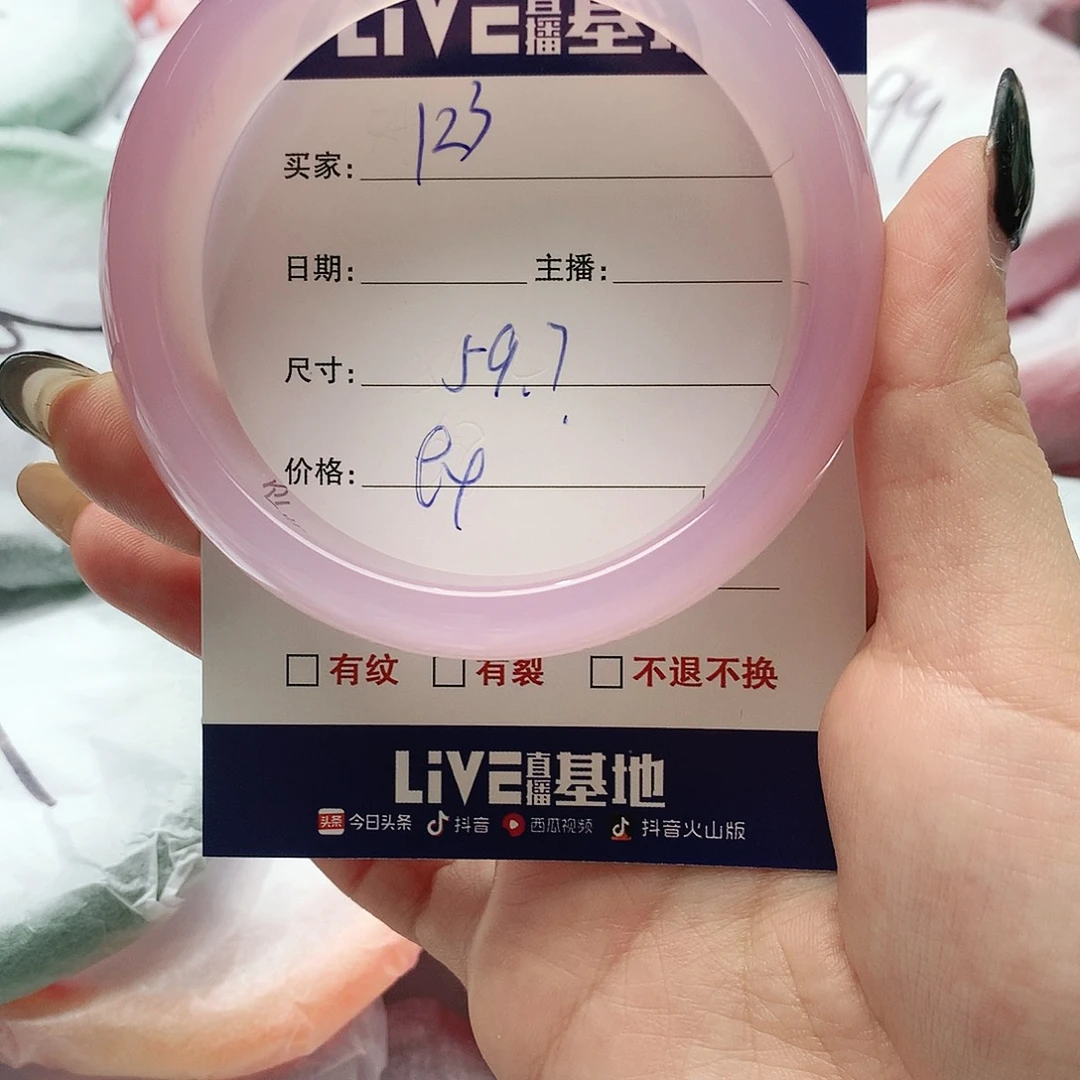 LiVE直播基地
买家: 123
日期: 主播:
尺寸: 59.7
价格:
有纹 有裂 不退不换
LiVE直播基地
头条 今日头条 抖音 西瓜视频 抖音火山版